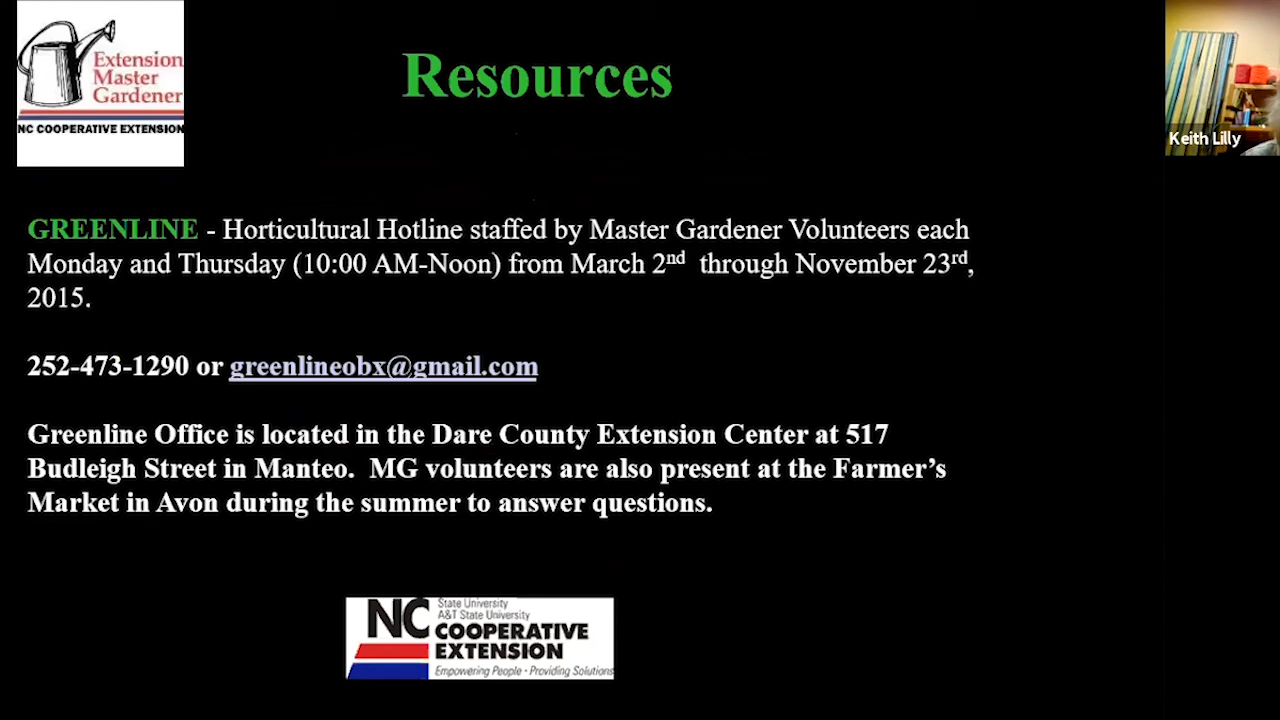 Extension
Master
Gardener
NC COOPERATIVE EXTENSION
Resources
Keith Lilly
GREENLINE - Horticultural Hotline staffed by Master Gardener Volunteers each
Monday and Thursday (10:00 AM-Noon) from March 2nd through November 23rd,
2015.
252-473-1290 or greenlineobx@gmail.com
Greenline Office is located in the Dare County Extension Center at 517
Budleigh Street in Manteo. MG volunteers are also present at the Farmer’s
Market in Avon during the summer to answer questions.
NC State University
A&T State University
COOPERATIVE
EXTENSION
Empowering People · Providing Solutions